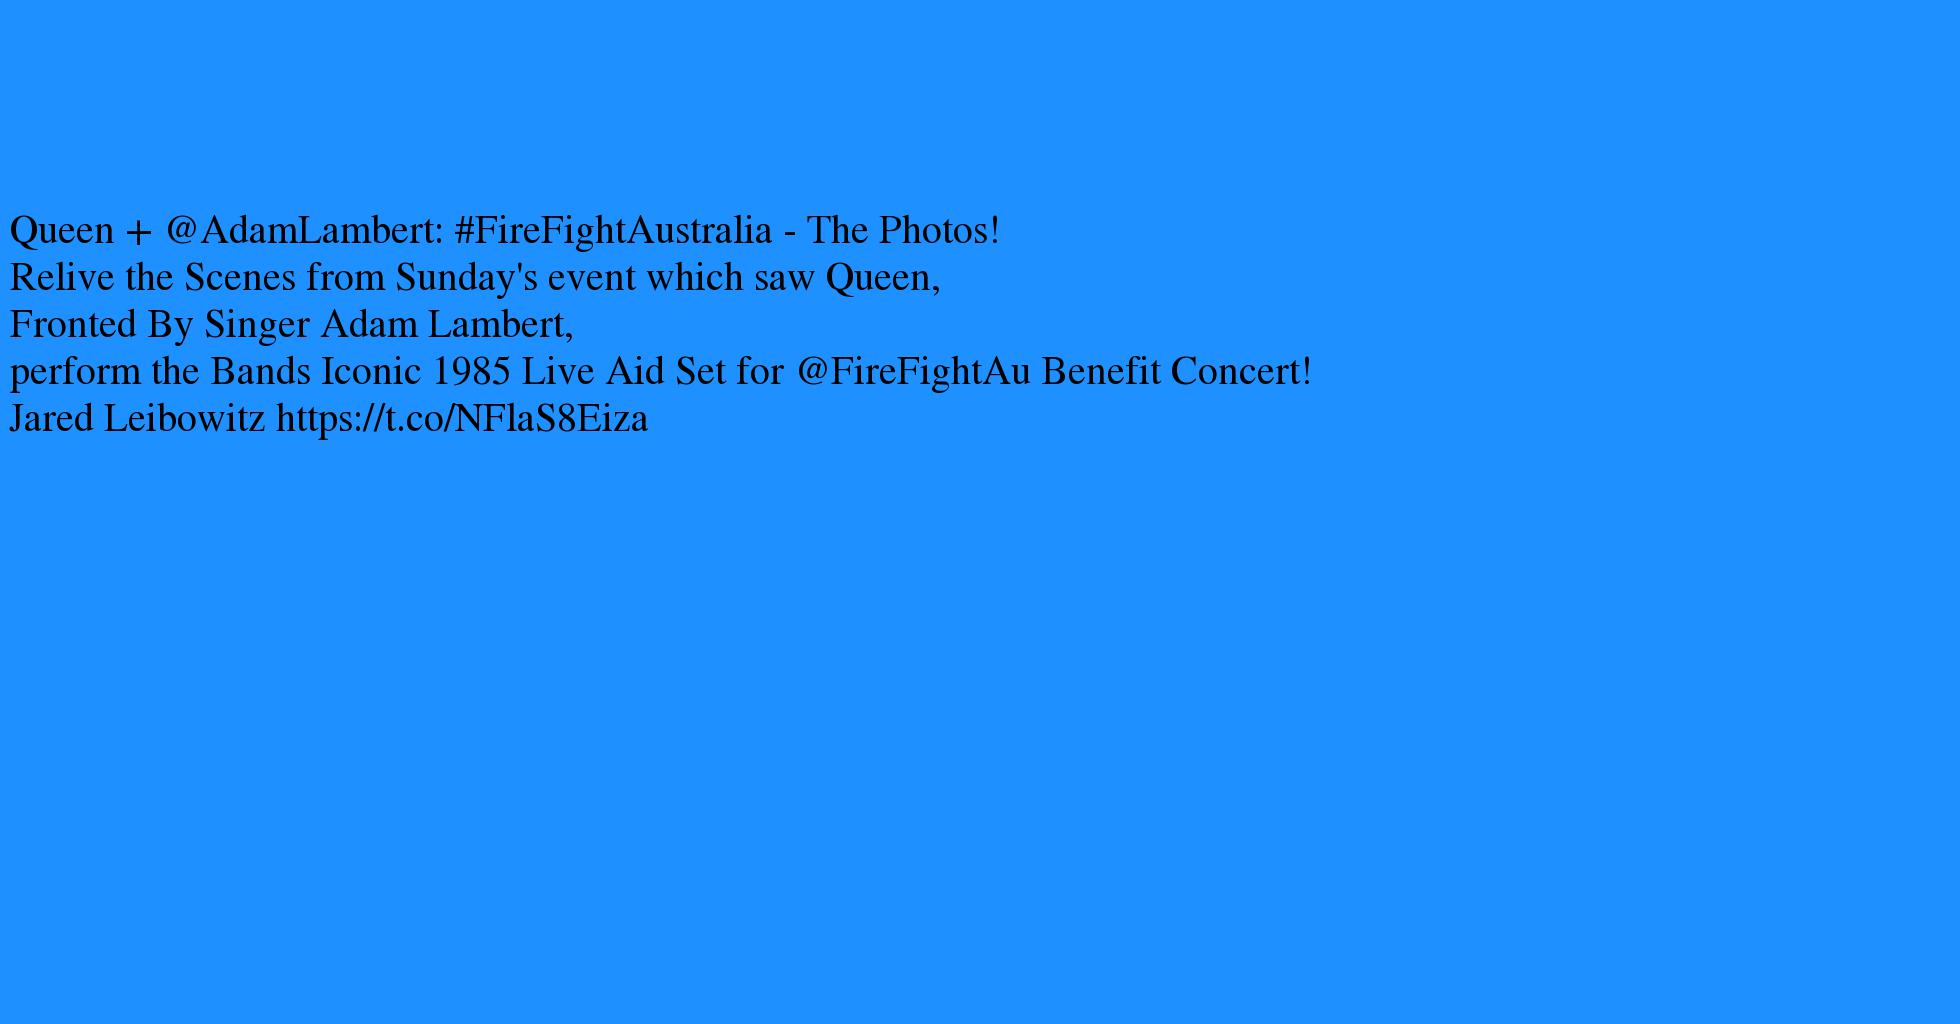 Queen + @AdamLambert: #FireFightAustralia - The Photos!
Relive the Scenes from Sunday's event which saw Queen,
Fronted By Singer Adam Lambert,
perform the Bands Iconic 1985 Live Aid Set for @FireFightAu Benefit Concert!
Jared Leibowitz https://t.co/NFlaS8Eiza